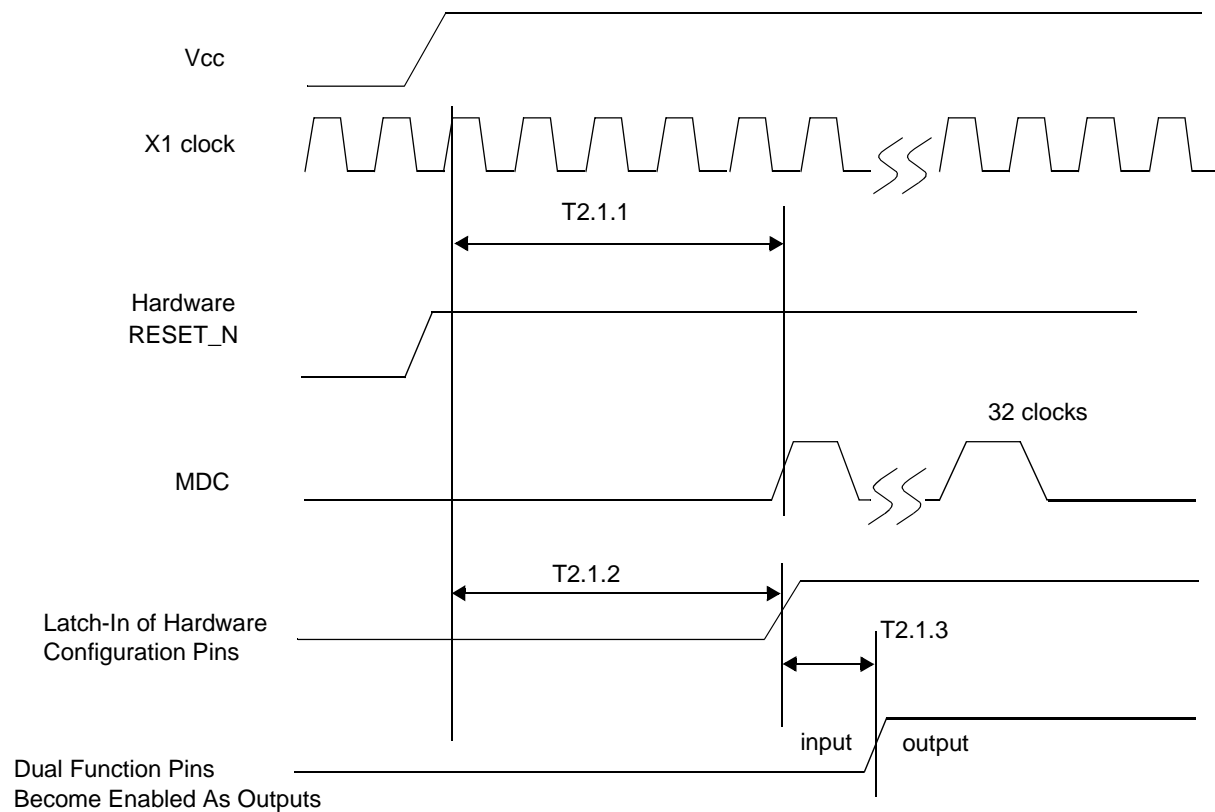 Vcc
X1 clock
T2.1.1
Hardware
RESET_N
32 clocks
MDC
T2.1.2
Latch-In of Hardware
Configuration Pins
T2.1.3
input
output
Dual Function Pins
Become Enabled As Outputs